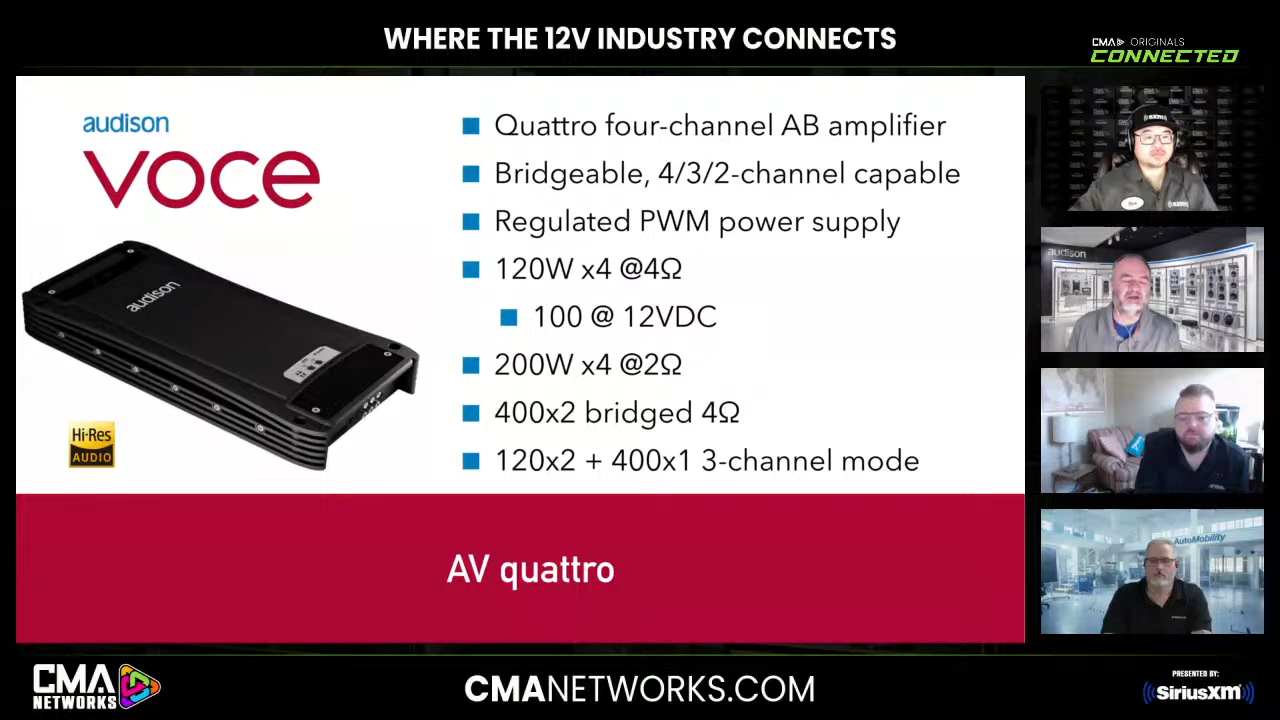 WHERE THE 12V INDUSTRY CONNECTS
CMA ORIGINALS
CONNECTED
audison
voce
Quattro four-channel AB amplifier
Bridgeable, 4/3/2-channel capable
Regulated PWM power supply
120W x4 @4Ω
100 @ 12VDC
200W x4 @2Ω
400x2 bridged 4Ω
120x2 + 400x1 3-channel mode
audison
Hi-Res
AUDIO
AV quattro
audison
AutoMobility
CMA
NETWORKS
CMANETWORKS.COM
PRESENTED BY:
SiriusXM